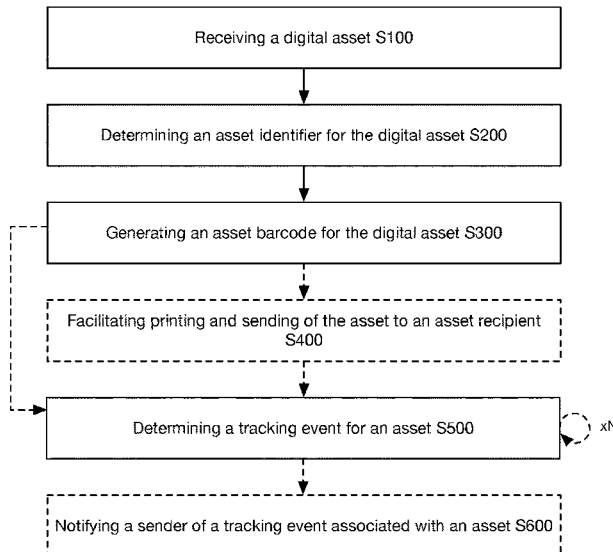 Receiving a digital asset S100
Determining an asset identifier for the digital asset S200
Generating an asset barcode for the digital asset S300
Facilitating printing and sending of the asset to an asset recipient
S400
Determining a tracking event for an asset S500
xN
Notifying a sender of a tracking event associated with an asset S600